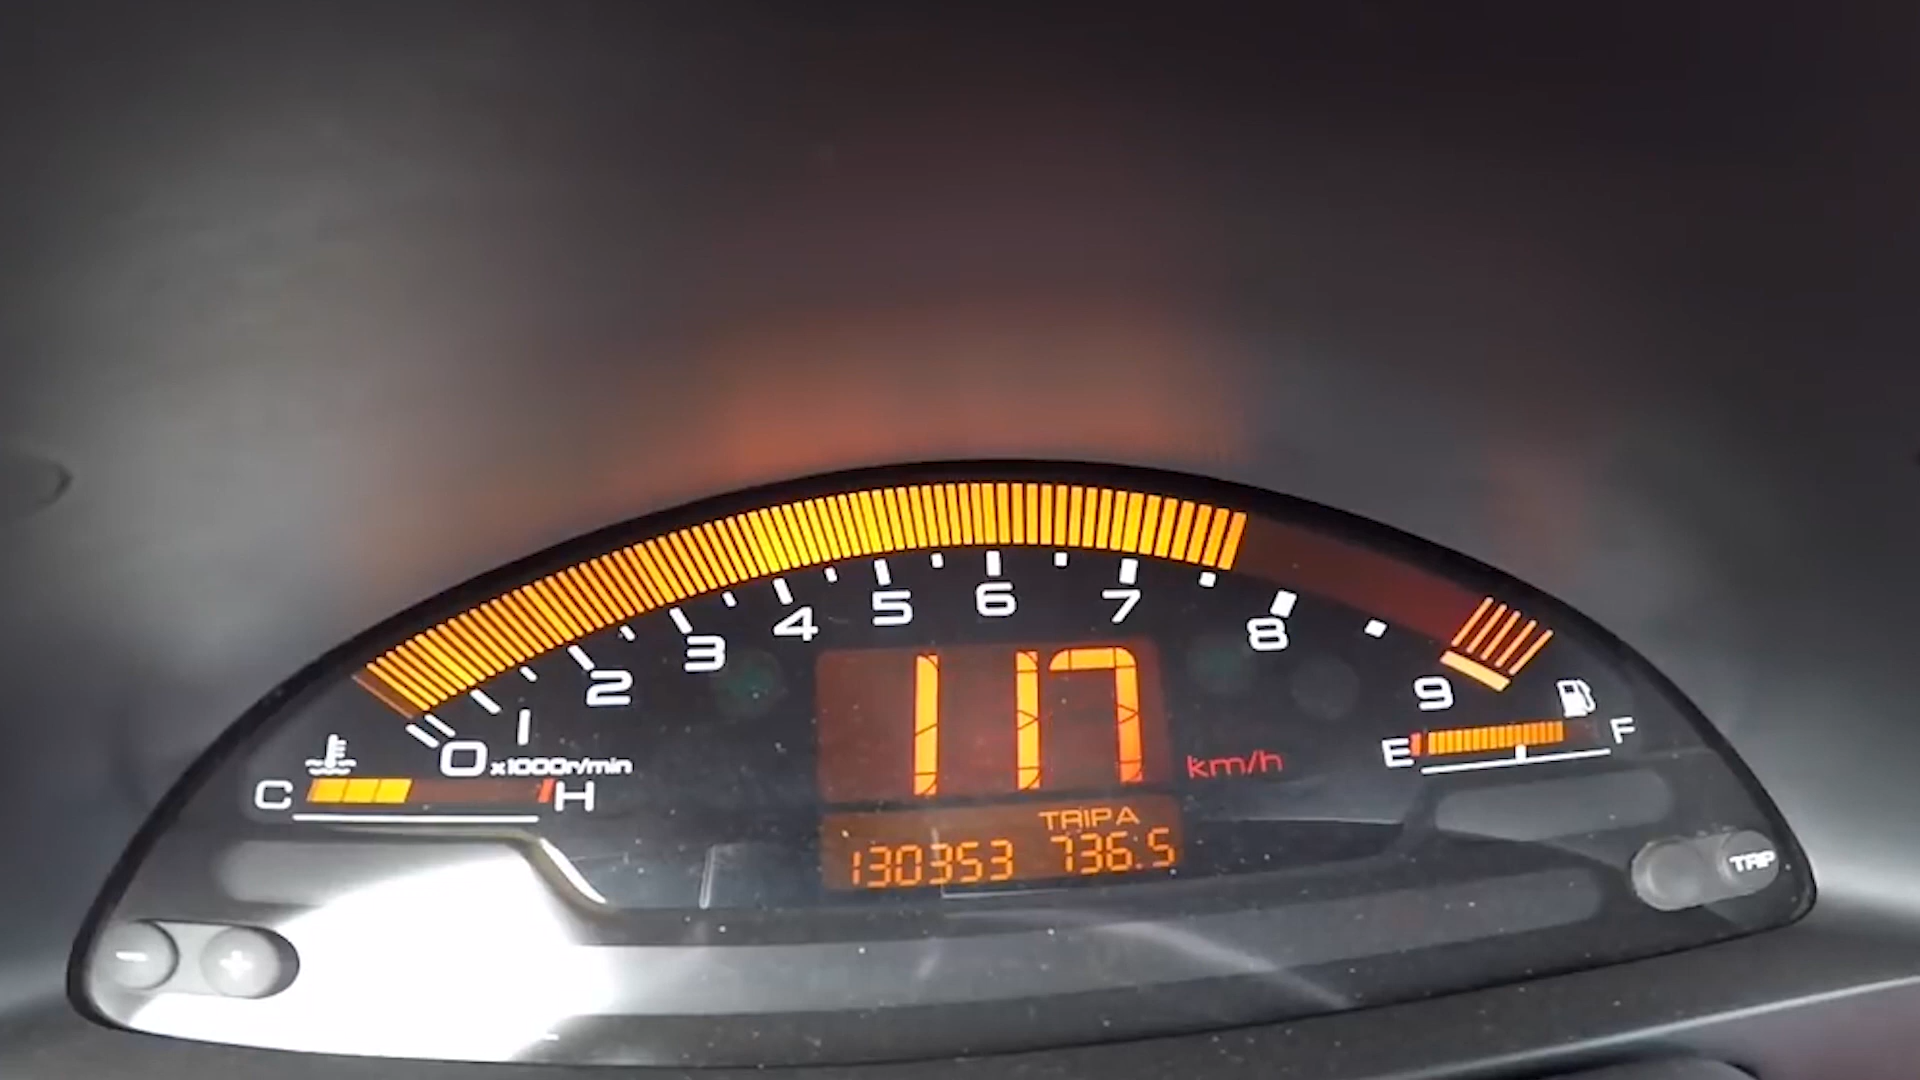 0 1 2 3 4 5 6 7 8 9
x1000r/min
C H
117 km/h
E F
TRIP A
130353 736.5
- +
TRIP